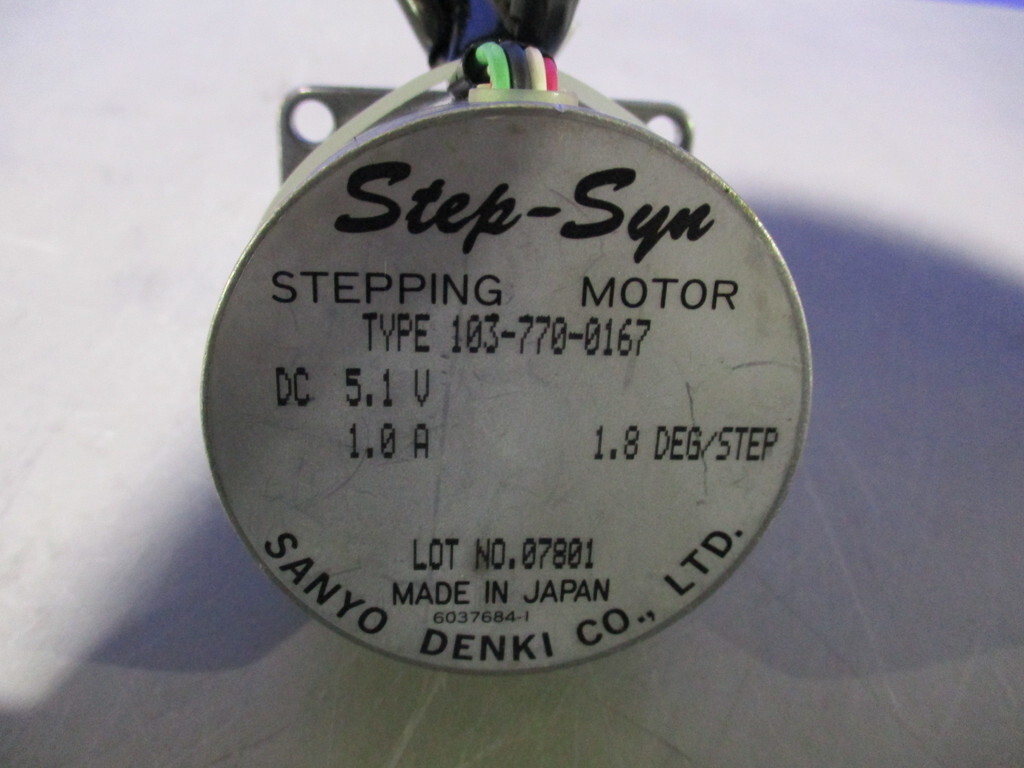 Step-Syn
STEPPING MOTOR
TYPE 103-770-0167
DC 5.1 V
1.0 A 1.8 DEG/STEP
LOT NO.07801
MADE IN JAPAN
6037684-1
SANYO DENKI CO., LTD.